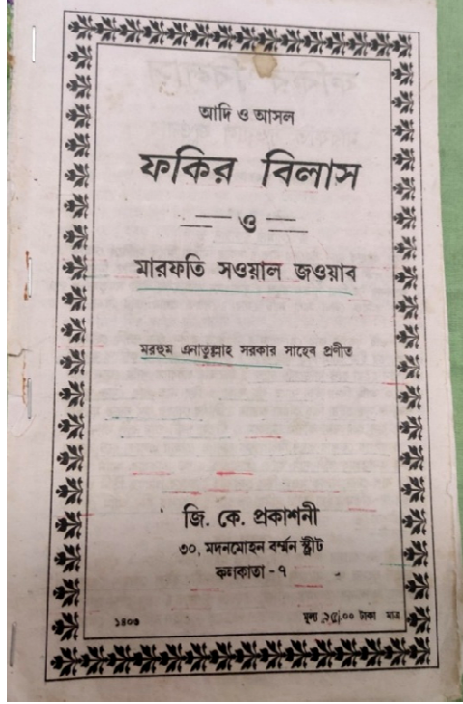 আদি ও আসল
ফকির বিলাস
ও
মারফতি সওয়াল জওয়াব
মরহুম এনাতুল্লাহ সরকার সাহেব প্রণীত
জি. কে. প্রকাশনী
৩০, মদনমোহন বর্ম্মন ষ্ট্রীট
কলকাতা - ৭
১৪০৩
মূল্য টাকা মাত্র